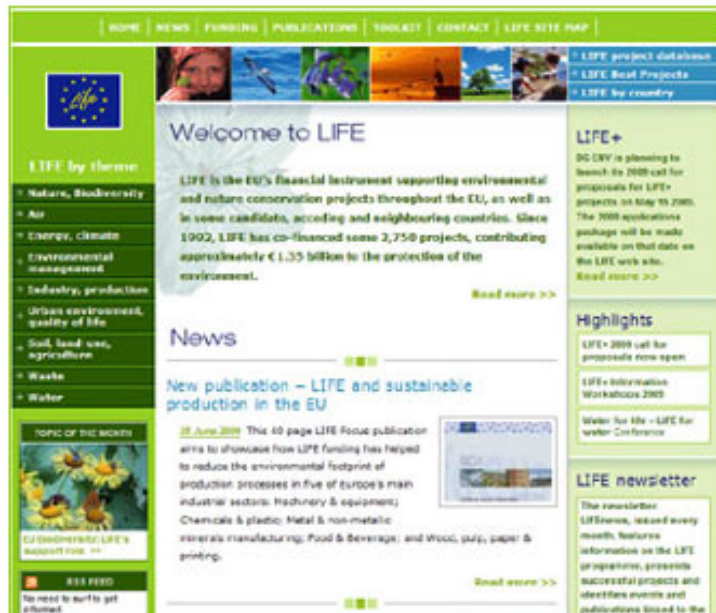 HOME | NEWS | FUNDING | PUBLICATIONS | TOOLKIT | CONTACT | LIFE SITE MAP
LIFE project database
LIFE Best Projects
LIFE by country
Life
LIFE by theme
Nature, Biodiversity
Air
Energy, climate
Environmental
management
Industry, production
Urban environment,
quality of life
Soil, land use,
agriculture
Waste
Water
TOPIC OF THE MONTH
EU biodiversity: LIFE's
support role >>
RSS FEED
No need to surf to get
informed
Welcome to LIFE
LIFE is the EU's financial instrument supporting environmental
and nature conservation projects throughout the EU, as well as
in some candidate, acceding and neighbouring countries. Since
1992, LIFE has co-financed some 2,750 projects, contributing
approximately €1.35 billion to the protection of the
environment.
Read more >>
News
New publication – LIFE and sustainable
production in the EU
June 2009 This 40 page LIFE Focus publication
aims to showcase how LIFE funding has helped
to reduce the environmental footprint of
production processes in five of Europe's main
industrial sectors: Machinery & equipment;
Chemicals & plastic; Metal & non-metallic
minerals manufacturing; Food & Beverage; and Wood, pulp, paper &
printing.
Read more >>
LIFE+
DG ENV is planning to
launch its 2009 call for
proposals for LIFE+
projects on May 15 2009.
The 2009 applications
package will be made
available on that date on
the LIFE web site.
Read more >>
Highlights
LIFE+ 2009 call for
proposals now open
LIFE+ Information
Workshops 2009
Water for life - LIFE for
water Conference
LIFE newsletter
The newsletter
LIFEnews, issued every
month, features
information on the LIFE
programme, presents
successful projects and
identifies events and
publications linked to the